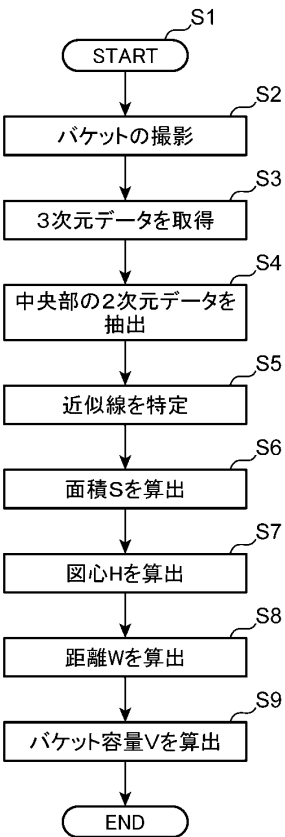 S1
START
S2
バケットの撮影
S3
3次元データを取得
S4
中央部の2次元データを
抽出
S5
近似線を特定
S6
面積Sを算出
S7
図心Hを算出
S8
距離Wを算出
S9
バケット容量Vを算出
END